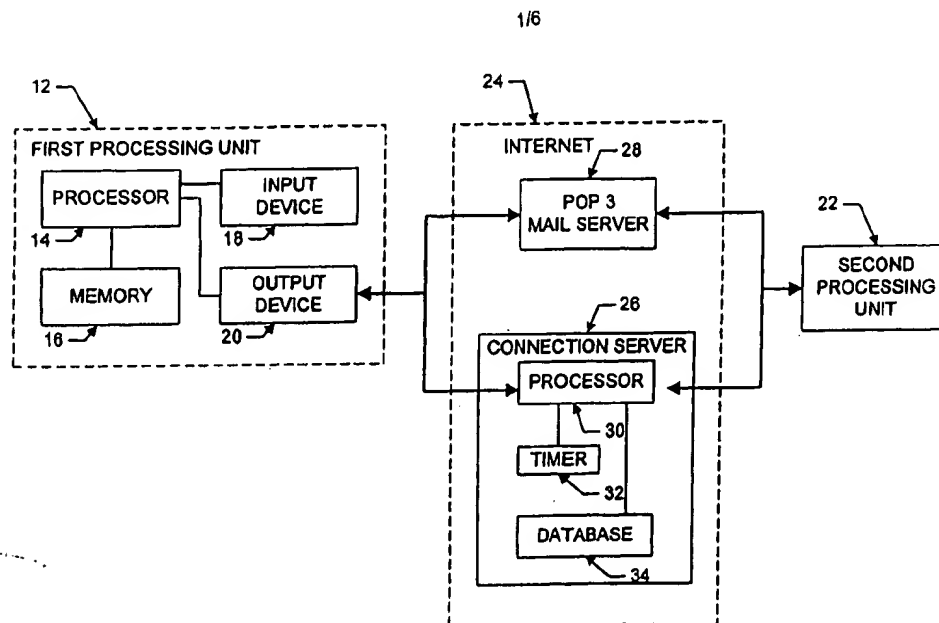 1/6
12
24
FIRST PROCESSING UNIT
PROCESSOR
14
INPUT
DEVICE
18
MEMORY
16
OUTPUT
DEVICE
20
INTERNET
28
POP 3
MAIL SERVER
22
SECOND
PROCESSING
UNIT
26
CONNECTION SERVER
PROCESSOR
30
TIMER
32
DATABASE
34